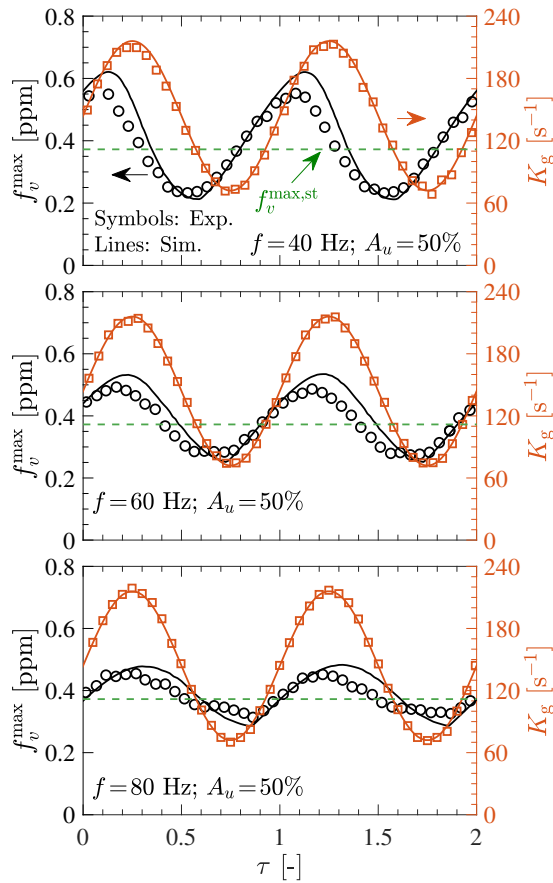 0.8
0.6
0.4
0.2
0
f_v^max [ppm]
240
180
120
60
0
K_g [s⁻¹]
f_v^max,st
Symbols: Exp.
Lines: Sim.
f = 40 Hz; A_u = 50%
0.8
0.6
0.4
0.2
0
f_v^max [ppm]
240
180
120
60
0
K_g [s⁻¹]
f = 60 Hz; A_u = 50%
0.8
0.6
0.4
0.2
0
f_v^max [ppm]
240
180
120
60
0
K_g [s⁻¹]
f = 80 Hz; A_u = 50%
0 0.5 1 1.5 2
τ [-]